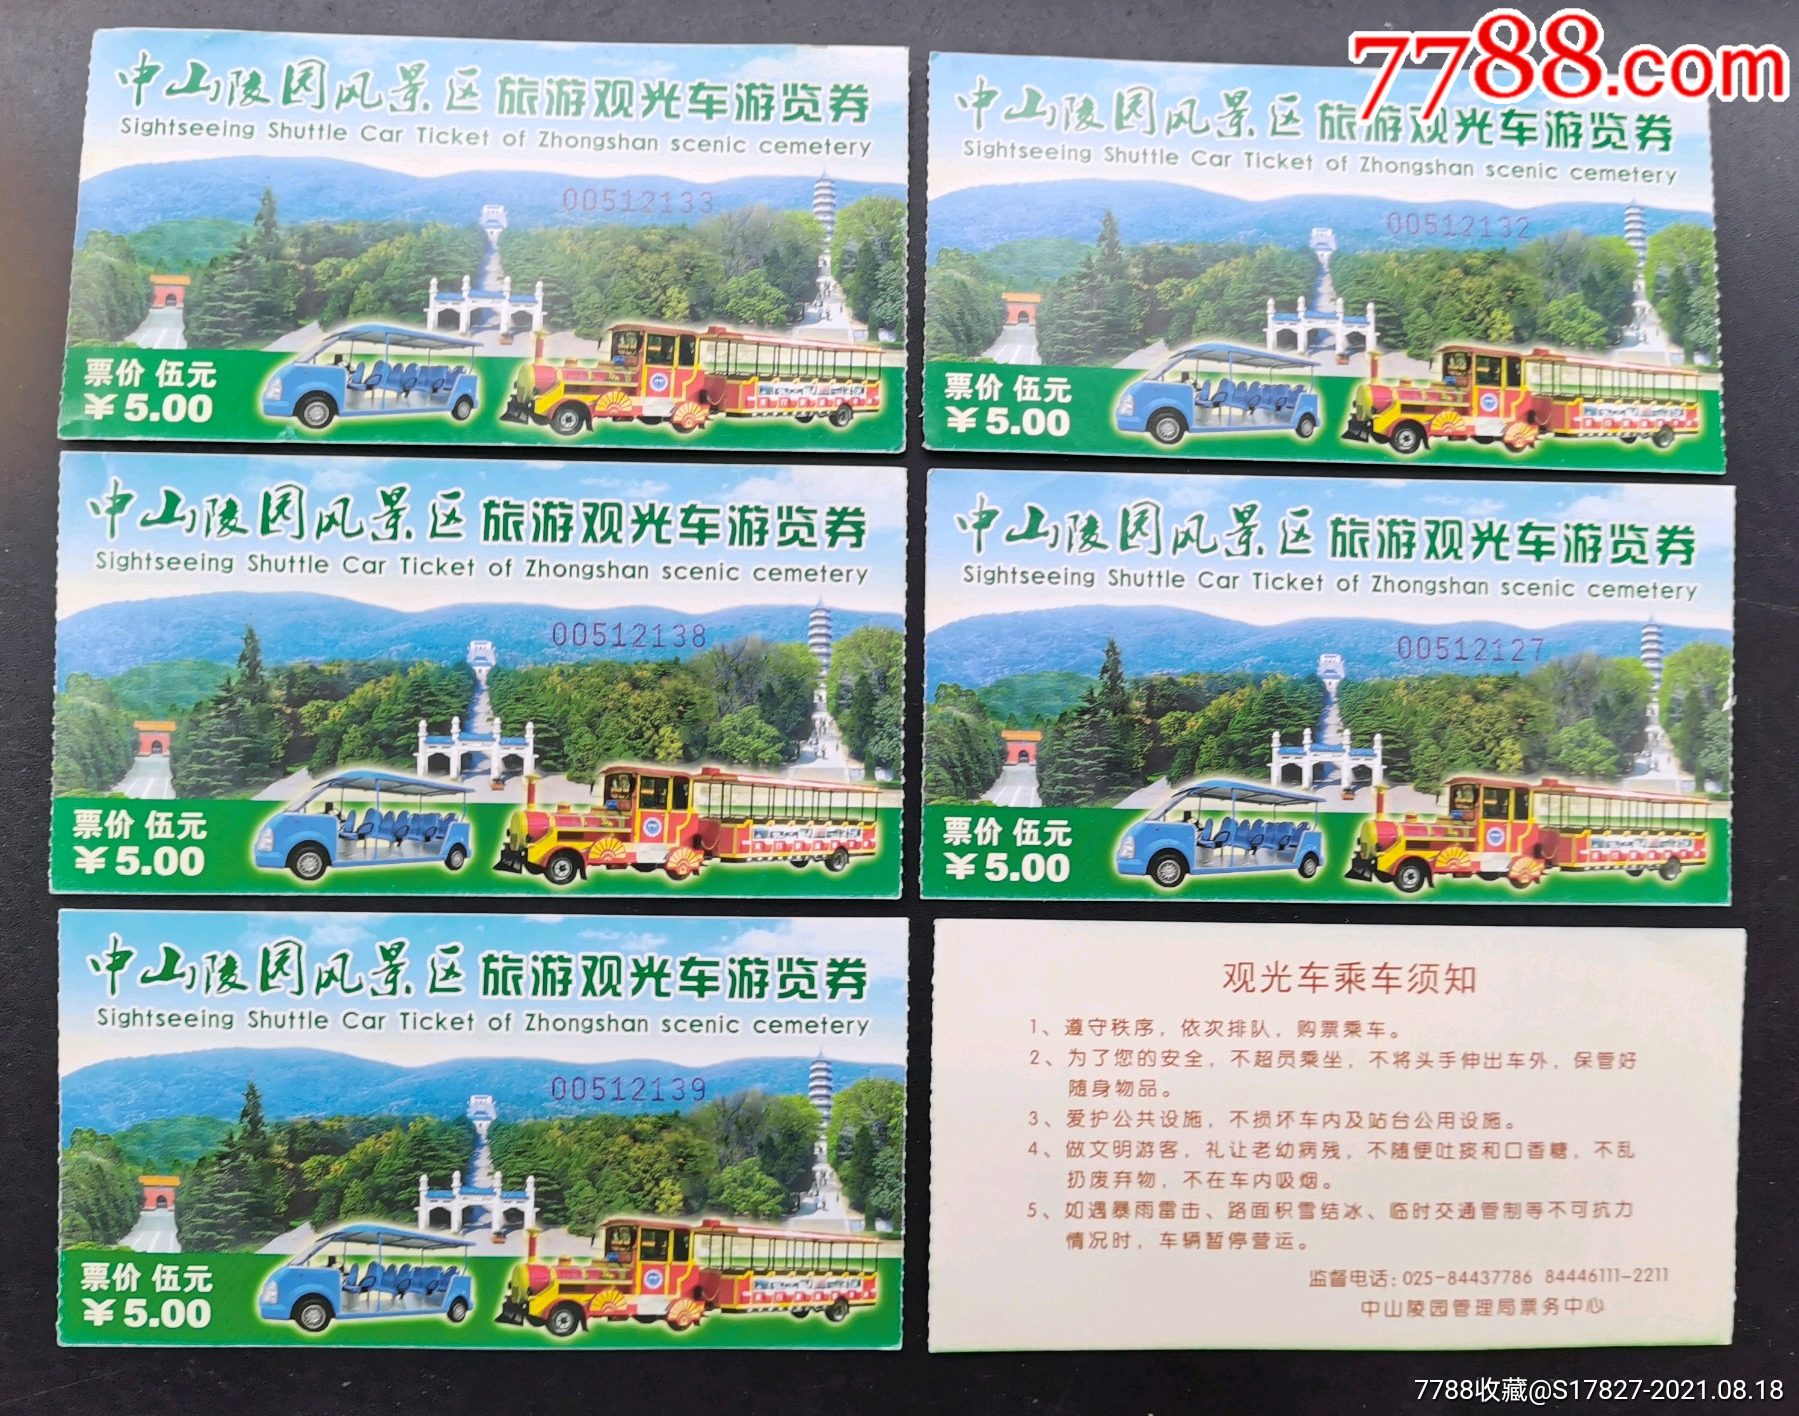 7788.com
中山陵园风景区 旅游观光车游览券
Sightseeing Shuttle Car Ticket of Zhongshan scenic cemetery
00512133
票价 伍元
¥ 5.00
中山陵园风景区 旅游观光车游览券
Sightseeing Shuttle Car Ticket of Zhongshan scenic cemetery
00512132
票价 伍元
¥ 5.00
中山陵园风景区 旅游观光车游览券
Sightseeing Shuttle Car Ticket of Zhongshan scenic cemetery
00512138
票价 伍元
¥ 5.00
中山陵园风景区 旅游观光车游览券
Sightseeing Shuttle Car Ticket of Zhongshan scenic cemetery
00512127
票价 伍元
¥ 5.00
中山陵园风景区 旅游观光车游览券
Sightseeing Shuttle Car Ticket of Zhongshan scenic cemetery
00512139
票价 伍元
¥ 5.00
观光车乘车须知
1、遵守秩序，依次排队，购票乘车。
2、为了您的安全，不超员乘坐，不将头手伸出车外，保管好
随身物品。
3、爱护公共设施，不损坏车内及站台公用设施。
4、做文明游客，礼让老幼病残，不随便吐痰和口香糖，不乱
扔废弃物，不在车内吸烟。
5、如遇暴雨雷击、路面积雪结冰、临时交通管制等不可抗力
情况时，车辆暂停营运。
监督电话：025-84437786 84446111-2211
中山陵园管理局票务中心
7788收藏@S17827-2021.08.18